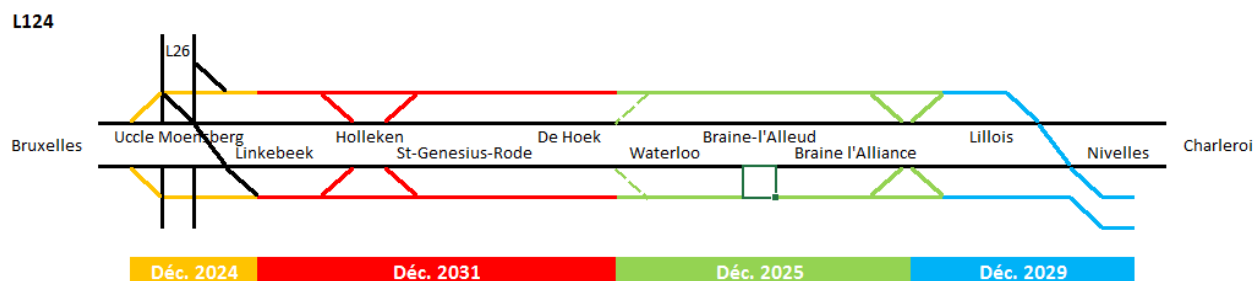 L124
L26
Bruxelles
Uccle Moensberg
Linkebeek
Holleken
St-Genesius-Rode
De Hoek
Waterloo
Braine-l'Alleud
Braine l'Alliance
Lillois
Nivelles
Charleroi
Déc. 2024
Déc. 2031
Déc. 2025
Déc. 2029